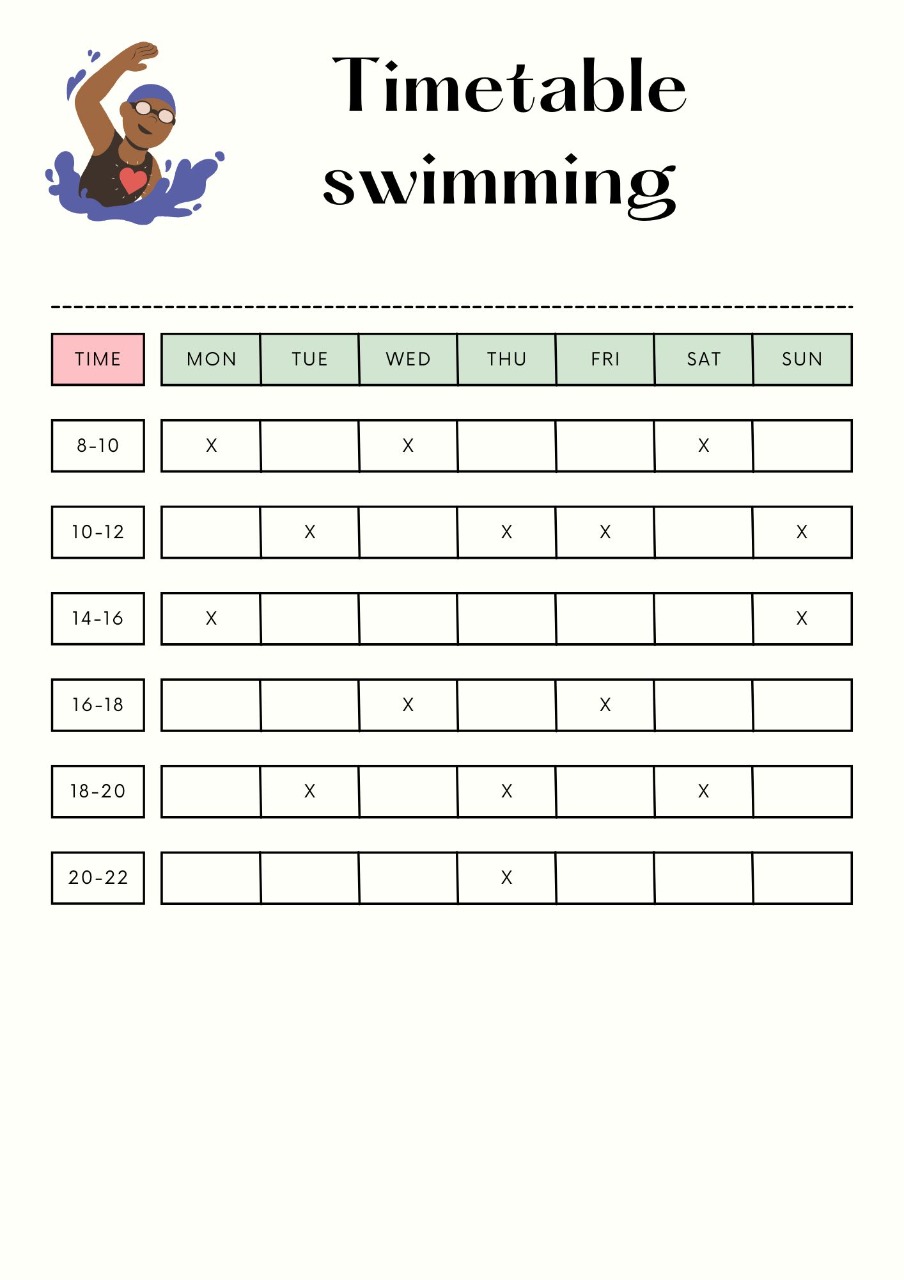 Timetable
swimming
TIME MON TUE WED THU FRI SAT SUN
8-10 X X X
10-12 X X X X
14-16 X X
16-18 X X
18-20 X X X
20-22 X